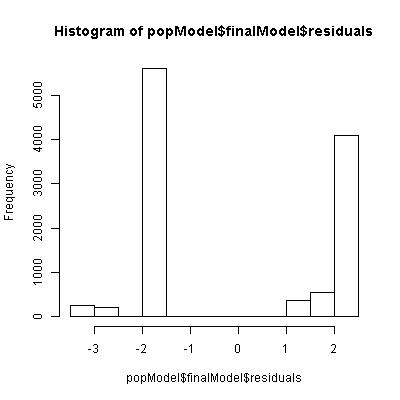 Histogram of popModel$finalModel$residuals
Frequency
5000
4000
3000
2000
1000
0
-3 -2 -1 0 1 2
popModel$finalModel$residuals